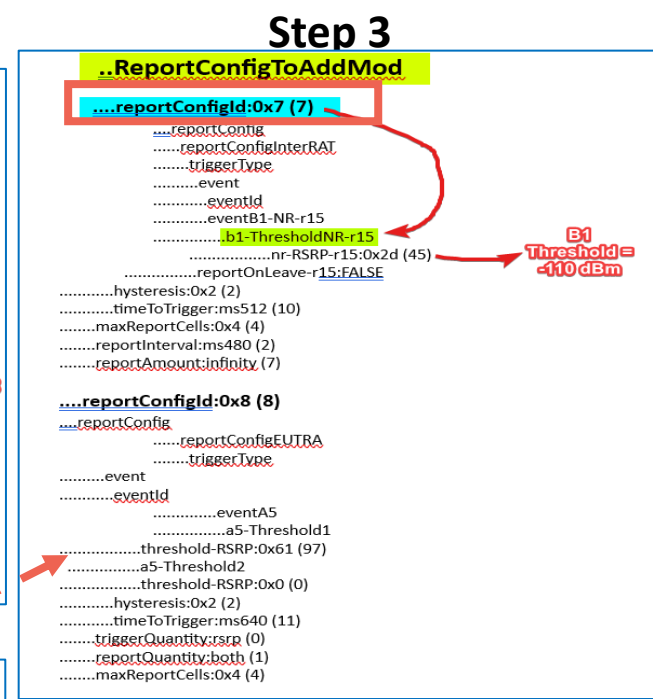 Step 3
..ReportConfigToAddMod
....reportConfigId:0x7 (7)
....reportConfig
......reportConfigInterRAT
........triggerType
..........event
............eventId
............eventB1-NR-r15
................b1-ThresholdNR-r15
B1
Threshold =
-110 dBm
..................nr-RSRP-r15:0x2d (45)
................reportOnLeave-r15:FALSE
............hysteresis:0x2 (2)
............timeToTrigger:ms512 (10)
........maxReportCells:0x4 (4)
........reportInterval:ms480 (2)
........reportAmount:infinity (7)
....reportConfigId:0x8 (8)
....reportConfig
......reportConfigEUTRA
........triggerType
..........event
............eventId
..............eventA5
................a5-Threshold1
..................threshold-RSRP:0x61 (97)
................a5-Threshold2
..................threshold-RSRP:0x0 (0)
............hysteresis:0x2 (2)
............timeToTrigger:ms640 (11)
........triggerQuantity:rsrp (0)
........reportQuantity:both (1)
........maxReportCells:0x4 (4)